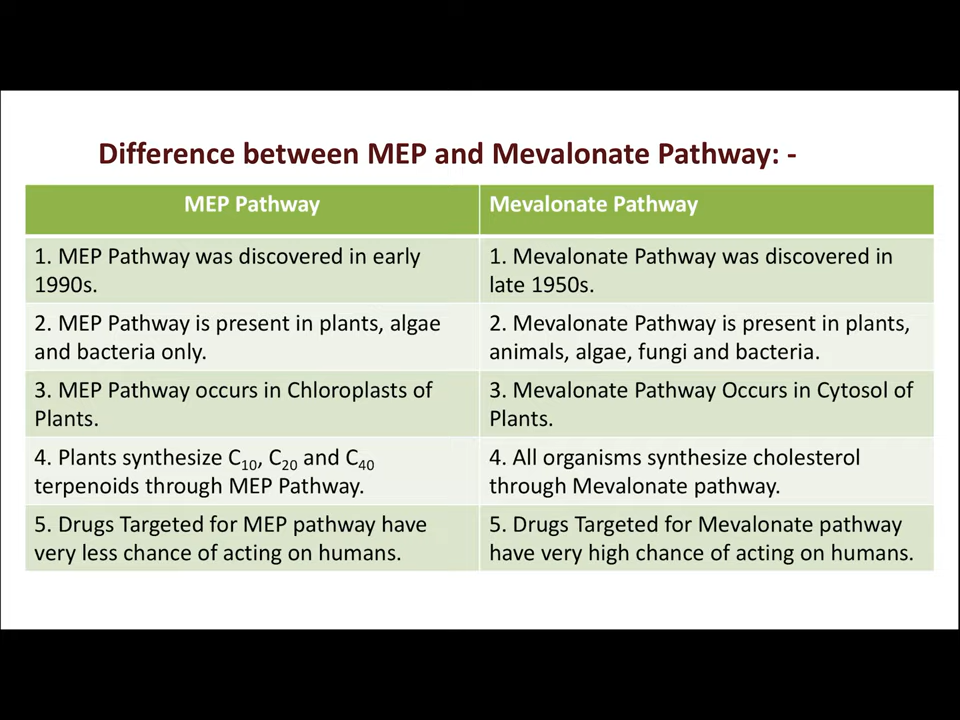 Difference between MEP and Mevalonate Pathway: -
MEP Pathway
Mevalonate Pathway
1. MEP Pathway was discovered in early
1990s.
1. Mevalonate Pathway was discovered in
late 1950s.
2. MEP Pathway is present in plants, algae
and bacteria only.
2. Mevalonate Pathway is present in plants,
animals, algae, fungi and bacteria.
3. MEP Pathway occurs in Chloroplasts of
Plants.
3. Mevalonate Pathway Occurs in Cytosol of
Plants.
4. Plants synthesize C₁₀, C₂₀ and C₄₀
terpenoids through MEP Pathway.
4. All organisms synthesize cholesterol
through Mevalonate pathway.
5. Drugs Targeted for MEP pathway have
very less chance of acting on humans.
5. Drugs Targeted for Mevalonate pathway
have very high chance of acting on humans.